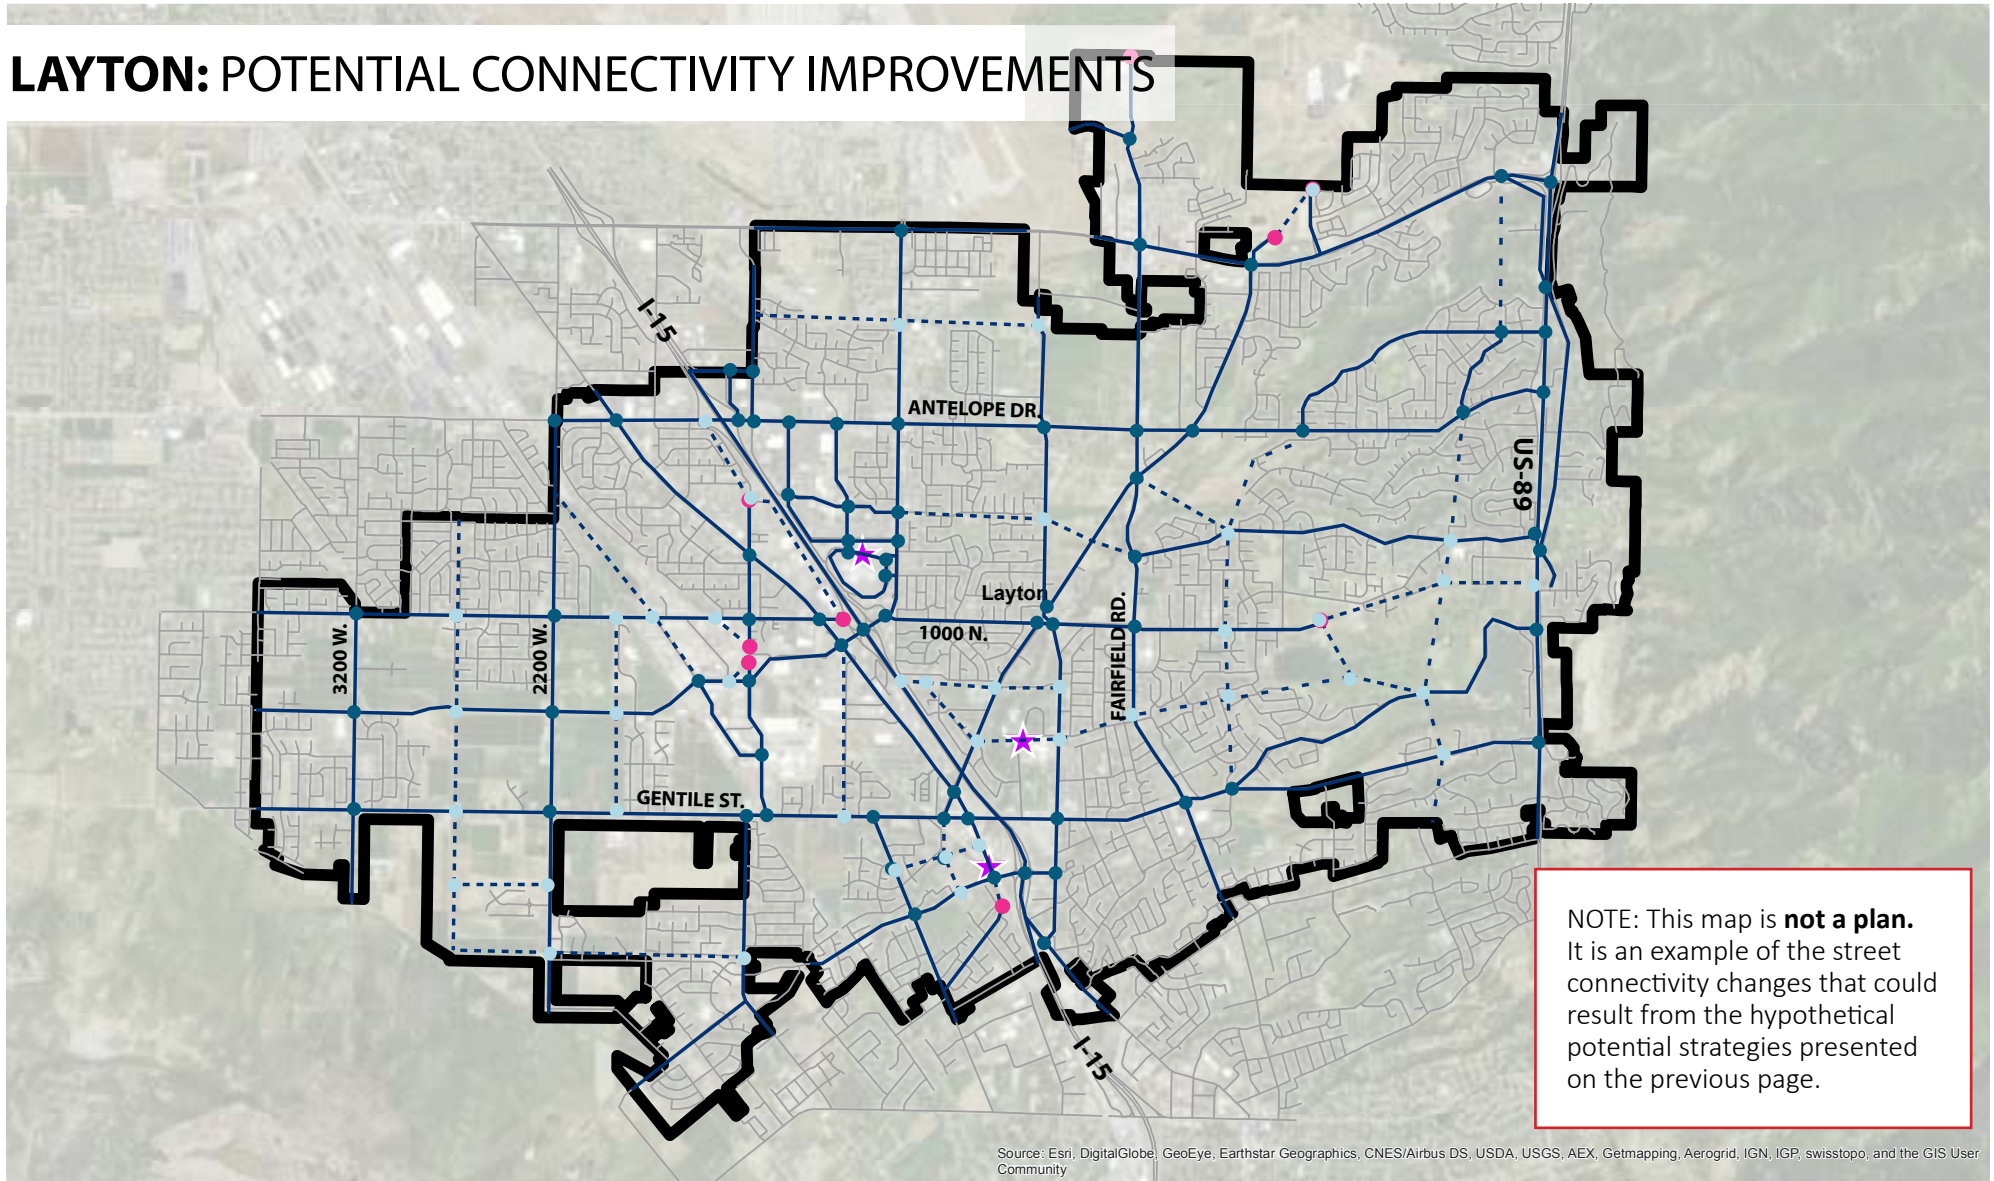 LAYTON: POTENTIAL CONNECTIVITY IMPROVEMENTS
I-15
ANTELOPE DR.
US-89
Layton
1000 N.
FAIRFIELD RD.
3200 W.
2200 W.
GENTILE ST.
I-15
NOTE: This map is not a plan.
It is an example of the street
connectivity changes that could
result from the hypothetical
potential strategies presented
on the previous page.
Source: Esri, DigitalGlobe, GeoEye, Earthstar Geographics, CNES/Airbus DS, USDA, USGS, AEX, Getmapping, Aerogrid, IGN, IGP, swisstopo, and the GIS User
Community